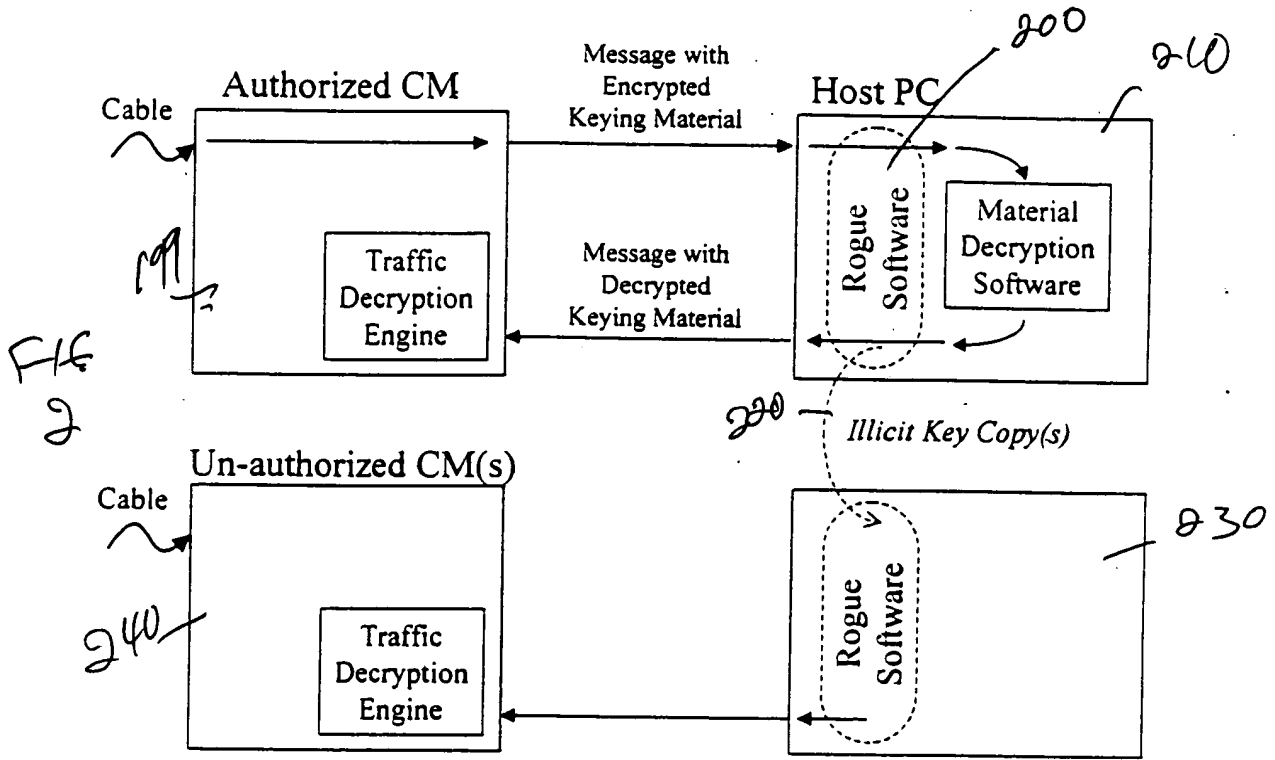 200
210
Message with
Encrypted
Keying Material
Authorized CM
Host PC
Cable
Rogue
Software
Material
Decryption
Software
199
Traffic
Decryption
Engine
Message with
Decrypted
Keying Material
FIG
2
220
Illicit Key Copy(s)
Un-authorized CM(s)
Cable
230
Rogue
Software
240
Traffic
Decryption
Engine